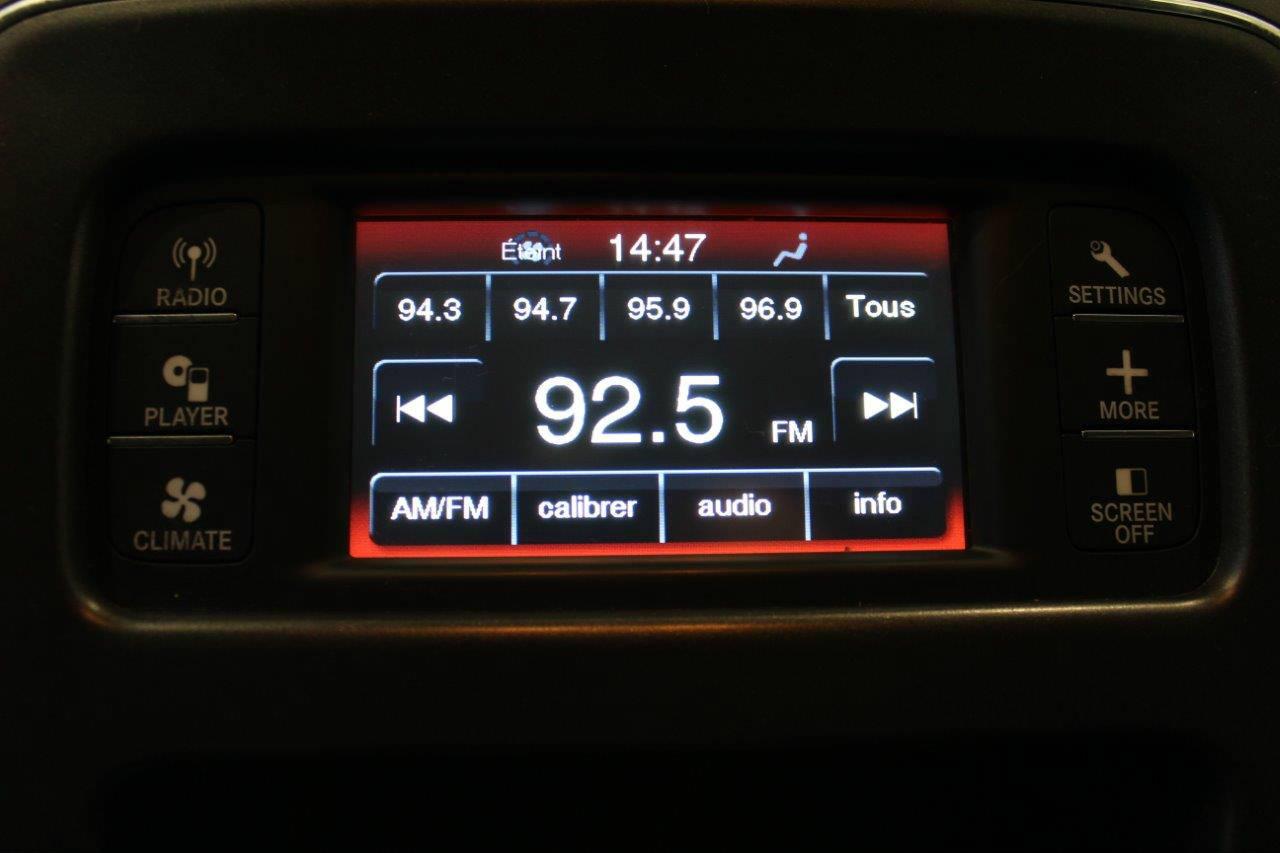 Éteint 14:47
94.3 94.7 95.9 96.9 Tous
92.5 FM
AM/FM calibrer audio info
RADIO
PLAYER
CLIMATE
SETTINGS
MORE
SCREEN
OFF